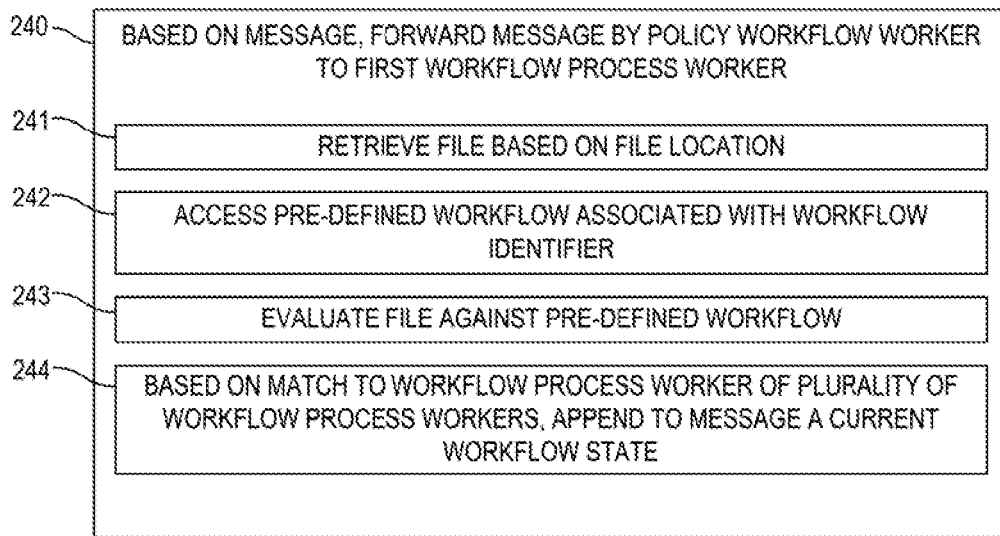 240
BASED ON MESSAGE, FORWARD MESSAGE BY POLICY WORKFLOW WORKER
TO FIRST WORKFLOW PROCESS WORKER
241
RETRIEVE FILE BASED ON FILE LOCATION
242
ACCESS PRE-DEFINED WORKFLOW ASSOCIATED WITH WORKFLOW
IDENTIFIER
243
EVALUATE FILE AGAINST PRE-DEFINED WORKFLOW
244
BASED ON MATCH TO WORKFLOW PROCESS WORKER OF PLURALITY OF
WORKFLOW PROCESS WORKERS, APPEND TO MESSAGE A CURRENT
WORKFLOW STATE